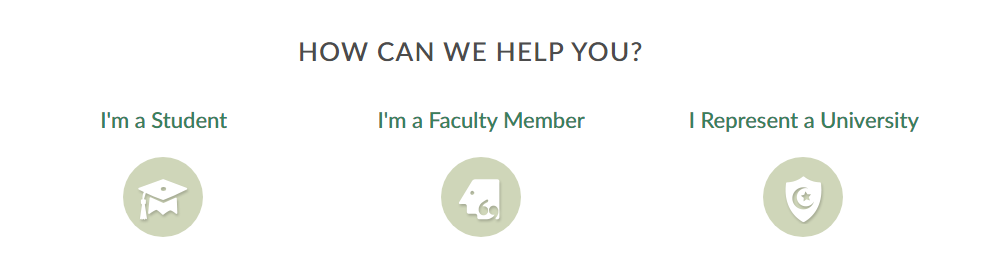 HOW CAN WE HELP YOU?
I'm a Student
I'm a Faculty Member
I Represent a University